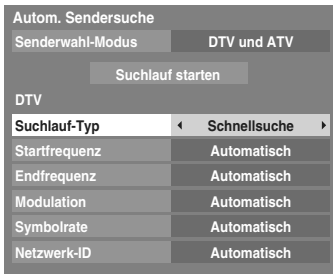 Autom. Sendersuche
Senderwahl-Modus DTV und ATV
Suchlauf starten
DTV
Suchlauf-Typ Schnellsuche
Startfrequenz Automatisch
Endfrequenz Automatisch
Modulation Automatisch
Symbolrate Automatisch
Netzwerk-ID Automatisch